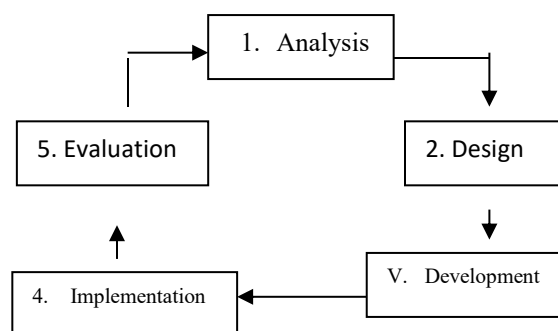 1. Analysis
2. Design
V. Development
4. Implementation
5. Evaluation